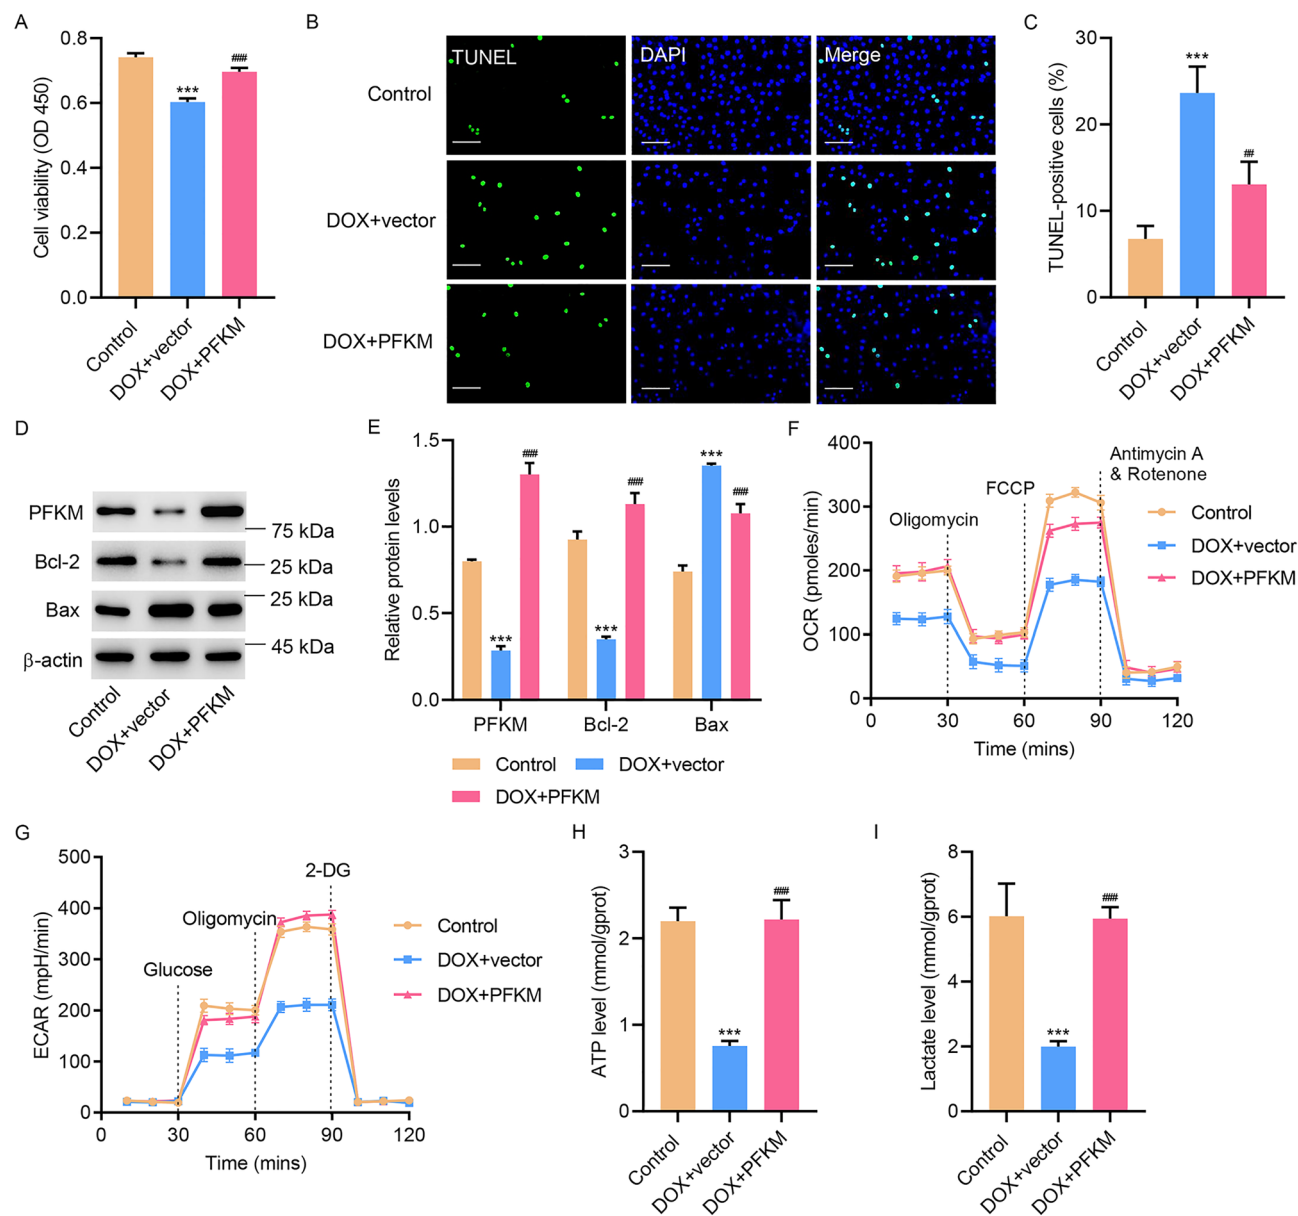 A
Cell viability (OD 450)
0.8
0.6
0.4
0.2
0.0
***
###
Control
DOX+vector
DOX+PFKM
B
TUNEL
DAPI
Merge
Control
DOX+vector
DOX+PFKM
C
TUNEL-positive cells (%)
30
20
10
0
***
##
Control
DOX+vector
DOX+PFKM
D
PFKM
75 kDa
Bcl-2
25 kDa
25 kDa
Bax
45 kDa
β-actin
Control
DOX+vector
DOX+PFKM
E
Relative protein levels
1.5
1.0
0.5
0.0
***
###
***
###
***
###
PFKM
Bcl-2
Bax
Control
DOX+vector
DOX+PFKM
F
OCR (pmoles/min)
400
300
200
100
0
Oligomycin
FCCP
Antimycin A
& Rotenone
Control
DOX+vector
DOX+PFKM
0
30
60
90
120
Time (mins)
G
ECAR (mpH/min)
500
400
300
200
100
0
Glucose
Oligomycin
2-DG
Control
DOX+vector
DOX+PFKM
0
30
60
90
120
Time (mins)
H
ATP level (mmol/gprot)
3
2
1
0
***
###
Control
DOX+vector
DOX+PFKM
I
Lactate level (mmol/gprot)
8
6
4
2
0
***
###
Control
DOX+vector
DOX+PFKM